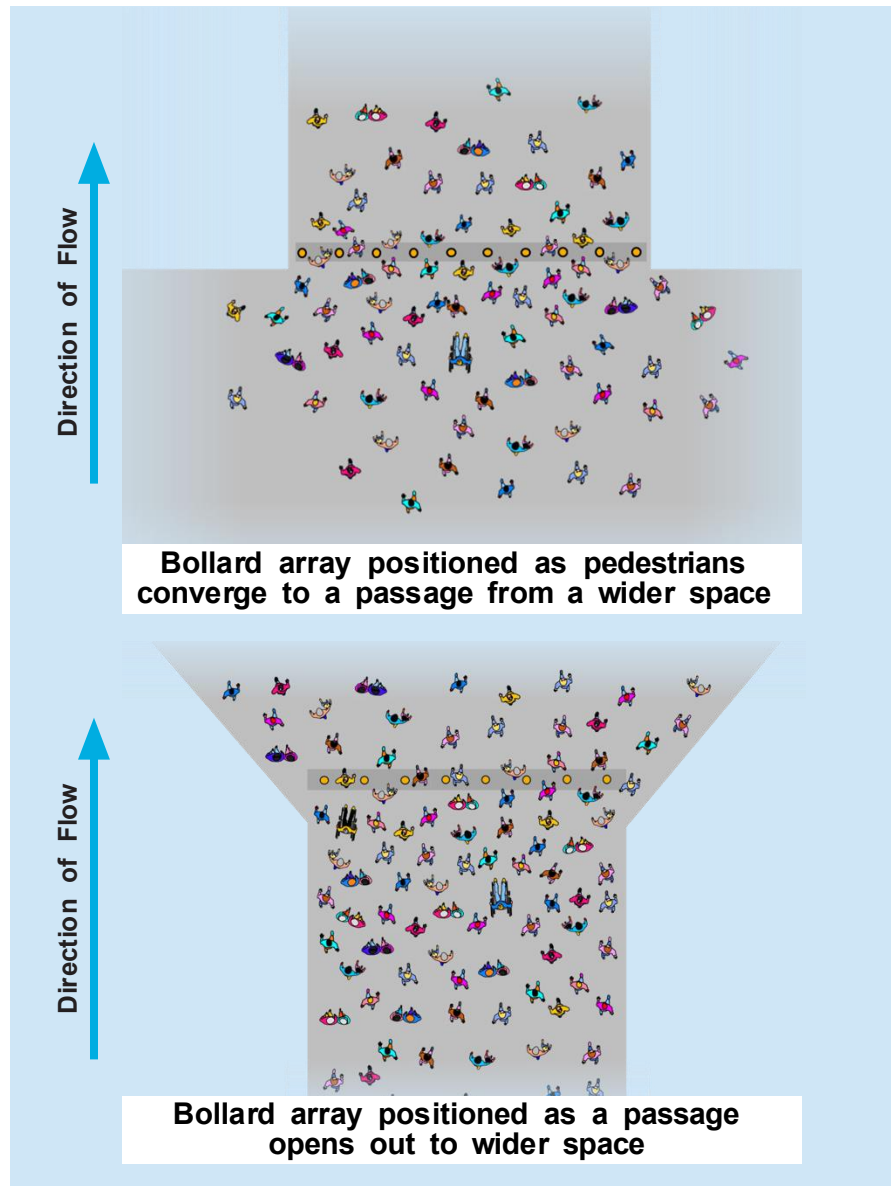 Direction of Flow
Bollard array positioned as pedestrians
converge to a passage from a wider space
Direction of Flow
Bollard array positioned as a passage
opens out to wider space